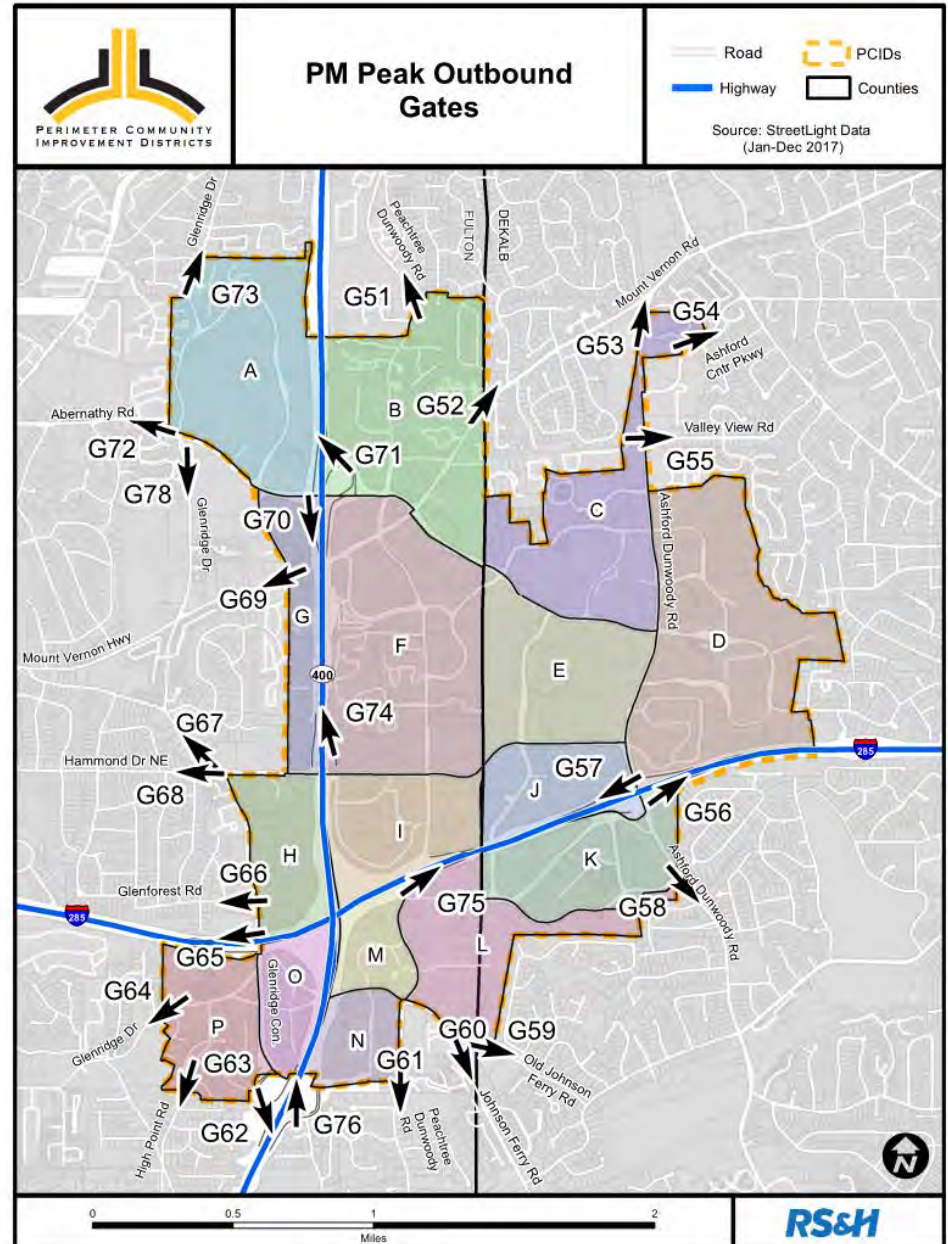 PERIMETER COMMUNITY
IMPROVEMENT DISTRICTS
PM Peak Outbound
Gates
Road
PCIDs
Highway
Counties
Source: StreetLight Data
(Jan-Dec 2017)
Glenridge Dr
Peachtree
Dunwoody Rd
FULTON
DEKALB
Mount Vernon Rd
G73
G51
G54
G53
Ashford
Cntr Pkwy
A
B
G52
Abernathy Rd
Valley View Rd
G72
G71
G55
G78
Glenridge Dr
G70
C
Ashford Dunwoody Rd
G69
G
F
D
Mount Vernon Hwy
E
400
G74
G67
Hammond Dr NE
G68
G57
285
J
G56
H
I
K
Ashford Dunwoody Rd
Glenforest Rd
G66
G75
G58
285
G65
L
M
G64
O
Glenridge Con.
Glenridge Dr
P
N
G60
G59
G63
G61
Old Johnson
Ferry Rd
G62
G76
High Point Rd
Peachtree
Dunwoody
Rd
Johnson Ferry Rd
N
0
0.5
1
2
Miles
RS&H